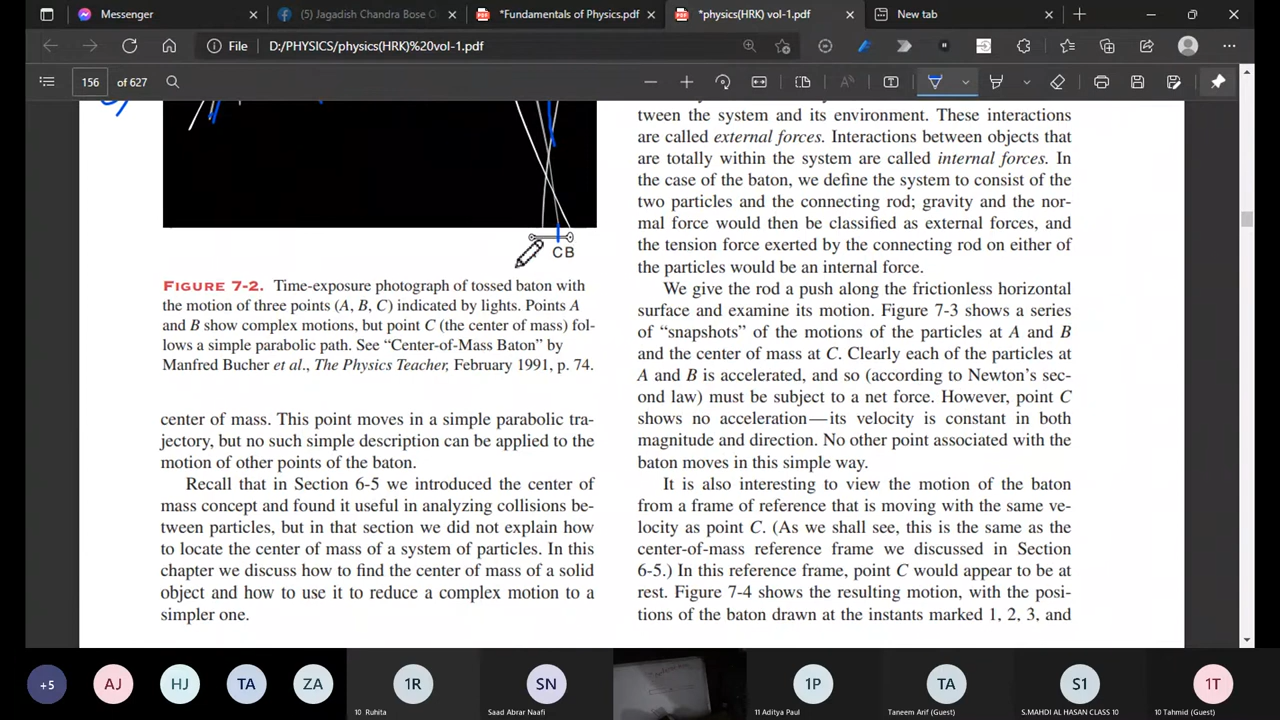 Messenger
(5) Jagadish Chandra Bose O
*Fundamentals of Physics.pdf
*physics(HRK) vol-1.pdf
New tab
File
D:/PHYSICS/physics(HRK)%20vol-1.pdf
156 of 627
C B
FIGURE 7-2. Time-exposure photograph of tossed baton with
the motion of three points (A, B, C) indicated by lights. Points A
and B show complex motions, but point C (the center of mass) fol-
lows a simple parabolic path. See “Center-of-Mass Baton” by
Manfred Bucher et al., The Physics Teacher, February 1991, p. 74.
center of mass. This point moves in a simple parabolic tra-
jectory, but no such simple description can be applied to the
motion of other points of the baton.
Recall that in Section 6-5 we introduced the center of
mass concept and found it useful in analyzing collisions be-
tween particles, but in that section we did not explain how
to locate the center of mass of a system of particles. In this
chapter we discuss how to find the center of mass of a solid
object and how to use it to reduce a complex motion to a
simpler one.
tween the system and its environment. These interactions
are called external forces. Interactions between objects that
are totally within the system are called internal forces. In
the case of the baton, we define the system to consist of the
two particles and the connecting rod; gravity and the nor-
mal force would then be classified as external forces, and
the tension force exerted by the connecting rod on either of
the particles would be an internal force.
We give the rod a push along the frictionless horizontal
surface and examine its motion. Figure 7-3 shows a series
of “snapshots” of the motions of the particles at A and B
and the center of mass at C. Clearly each of the particles at
A and B is accelerated, and so (according to Newton’s sec-
ond law) must be subject to a net force. However, point C
shows no acceleration—its velocity is constant in both
magnitude and direction. No other point associated with the
baton moves in this simple way.
It is also interesting to view the motion of the baton
from a frame of reference that is moving with the same ve-
locity as point C. (As we shall see, this is the same as the
center-of-mass reference frame we discussed in Section
6-5.) In this reference frame, point C would appear to be at
rest. Figure 7-4 shows the resulting motion, with the posi-
tions of the baton drawn at the instants marked 1, 2, 3, and
+5
AJ
HJ
TA
ZA
1R
10 Ruhita
SN
Saad Abrar Naafi
1P
11 Aditya Paul
TA
Taneem Arif (Guest)
S1
S.MAHDI AL HASAN CLASS 10
1T
10 Tahmid (Guest)